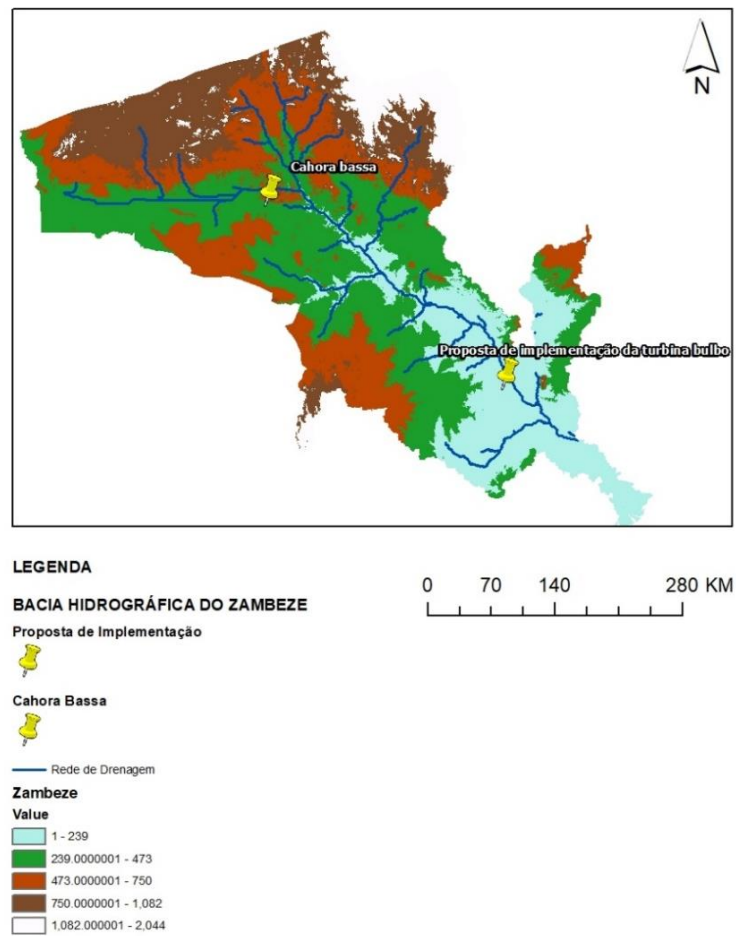 N
Cahora bassa
Proposta de implementação da turbina bulbo
LEGENDA
BACIA HIDROGRÁFICA DO ZAMBEZE
Proposta de Implementação
Cahora Bassa
Rede de Drenagem
Zambeze
Value
1 - 239
239.0000001 - 473
473.0000001 - 750
750.0000001 - 1,082
1,082.000001 - 2,044
0 70 140 280 KM